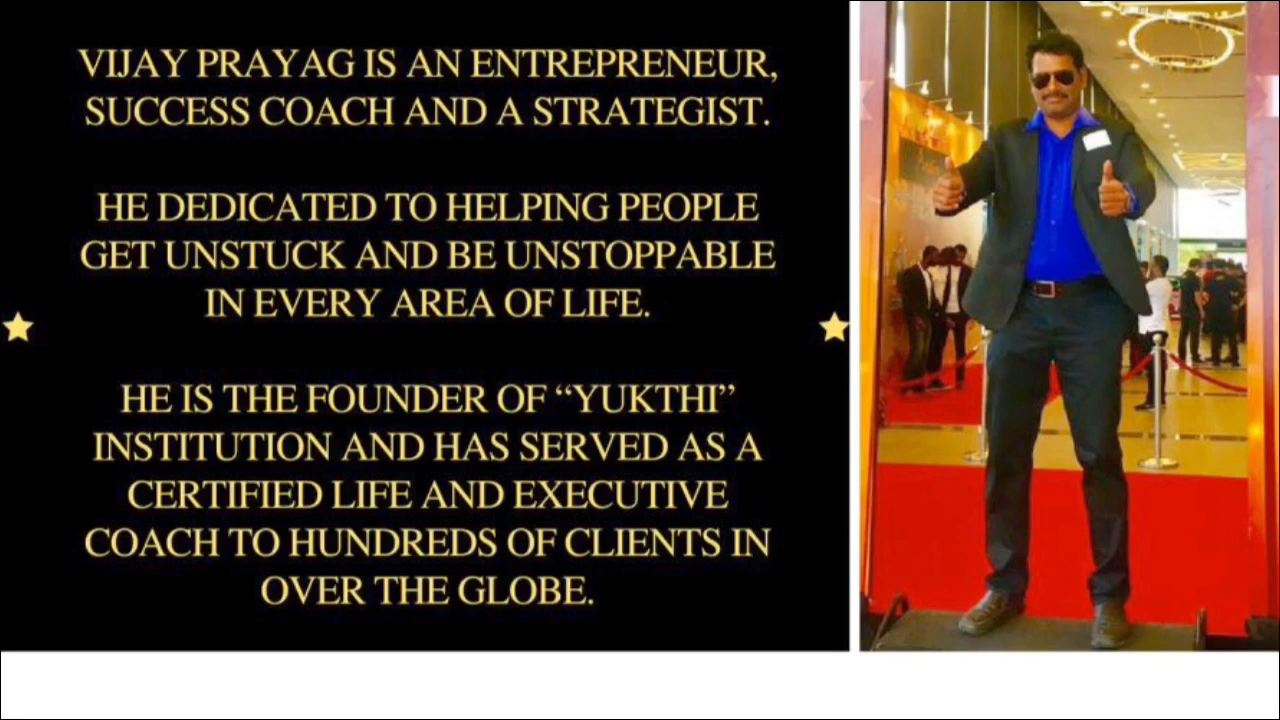 VIJAY PRAYAG IS AN ENTREPRENEUR,
SUCCESS COACH AND A STRATEGIST.
HE DEDICATED TO HELPING PEOPLE
GET UNSTUCK AND BE UNSTOPPABLE
IN EVERY AREA OF LIFE.
HE IS THE FOUNDER OF “YUKTHI”
INSTITUTION AND HAS SERVED AS A
CERTIFIED LIFE AND EXECUTIVE
COACH TO HUNDREDS OF CLIENTS IN
OVER THE GLOBE.